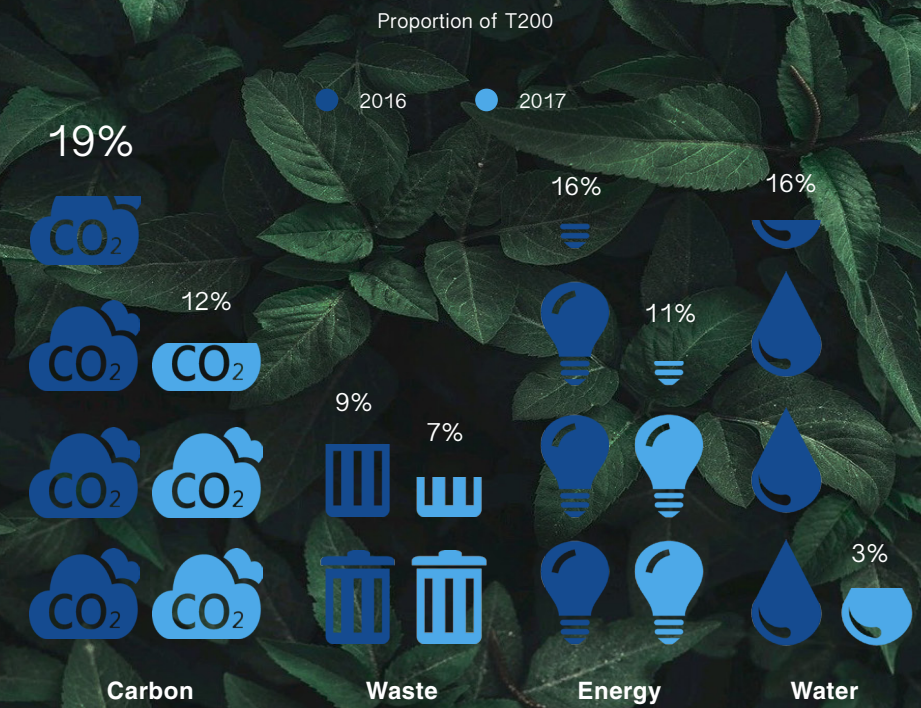 Proportion of T200
2016
2017
19%
16%
16%
CO2
12%
11%
CO2
CO2
9%
7%
CO2
CO2
3%
CO2
CO2
Carbon
Waste
Energy
Water